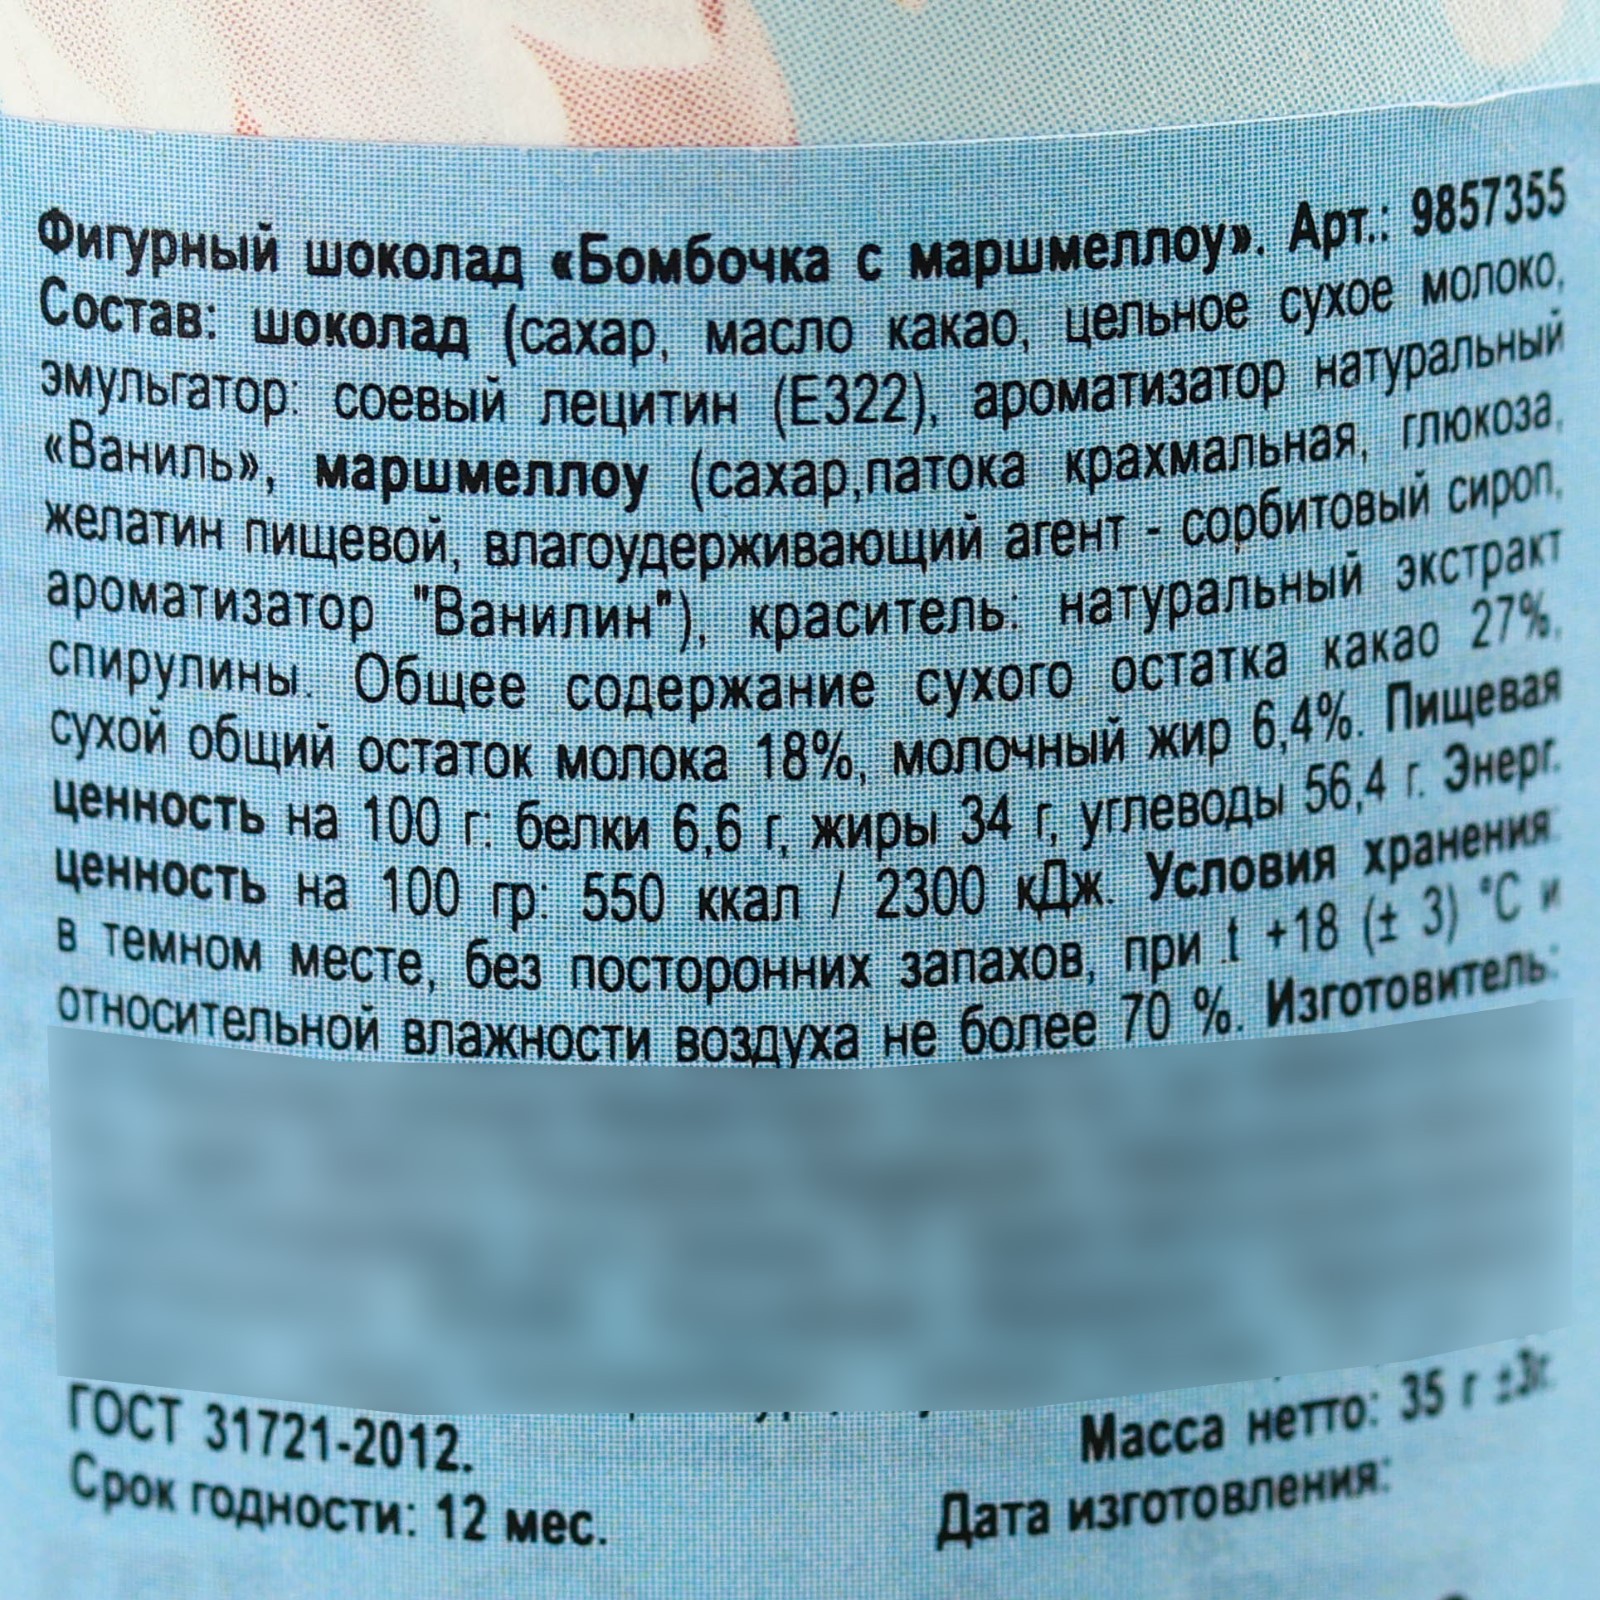 Фигурный шоколад «Бомбочка с маршмеллоу». Арт.: 9857355
Состав: шоколад (сахар, масло какао, цельное сухое молоко,
эмульгатор: соевый лецитин (Е322), ароматизатор натуральный
«Ваниль», маршмеллоу (сахар,патока крахмальная, глюкоза,
желатин пищевой, влагоудерживающий агент - сорбитовый сироп,
ароматизатор "Ванилин"), краситель: натуральный экстракт
спирулины. Общее содержание сухого остатка какао 27%,
сухой общий остаток молока 18%, молочный жир 6,4%. Пищевая
ценность на 100 г: белки 6,6 г, жиры 34 г, углеводы 56,4 г. Энерг.
ценность на 100 гр: 550 ккал / 2300 кДж. Условия хранения:
в темном месте, без посторонних запахов, при t +18 (± 3) °С и
относительной влажности воздуха не более 70 %. Изготовитель:
ГОСТ 31721-2012.
Масса нетто: 35 г ±3г.
Срок годности: 12 мес.
Дата изготовления: